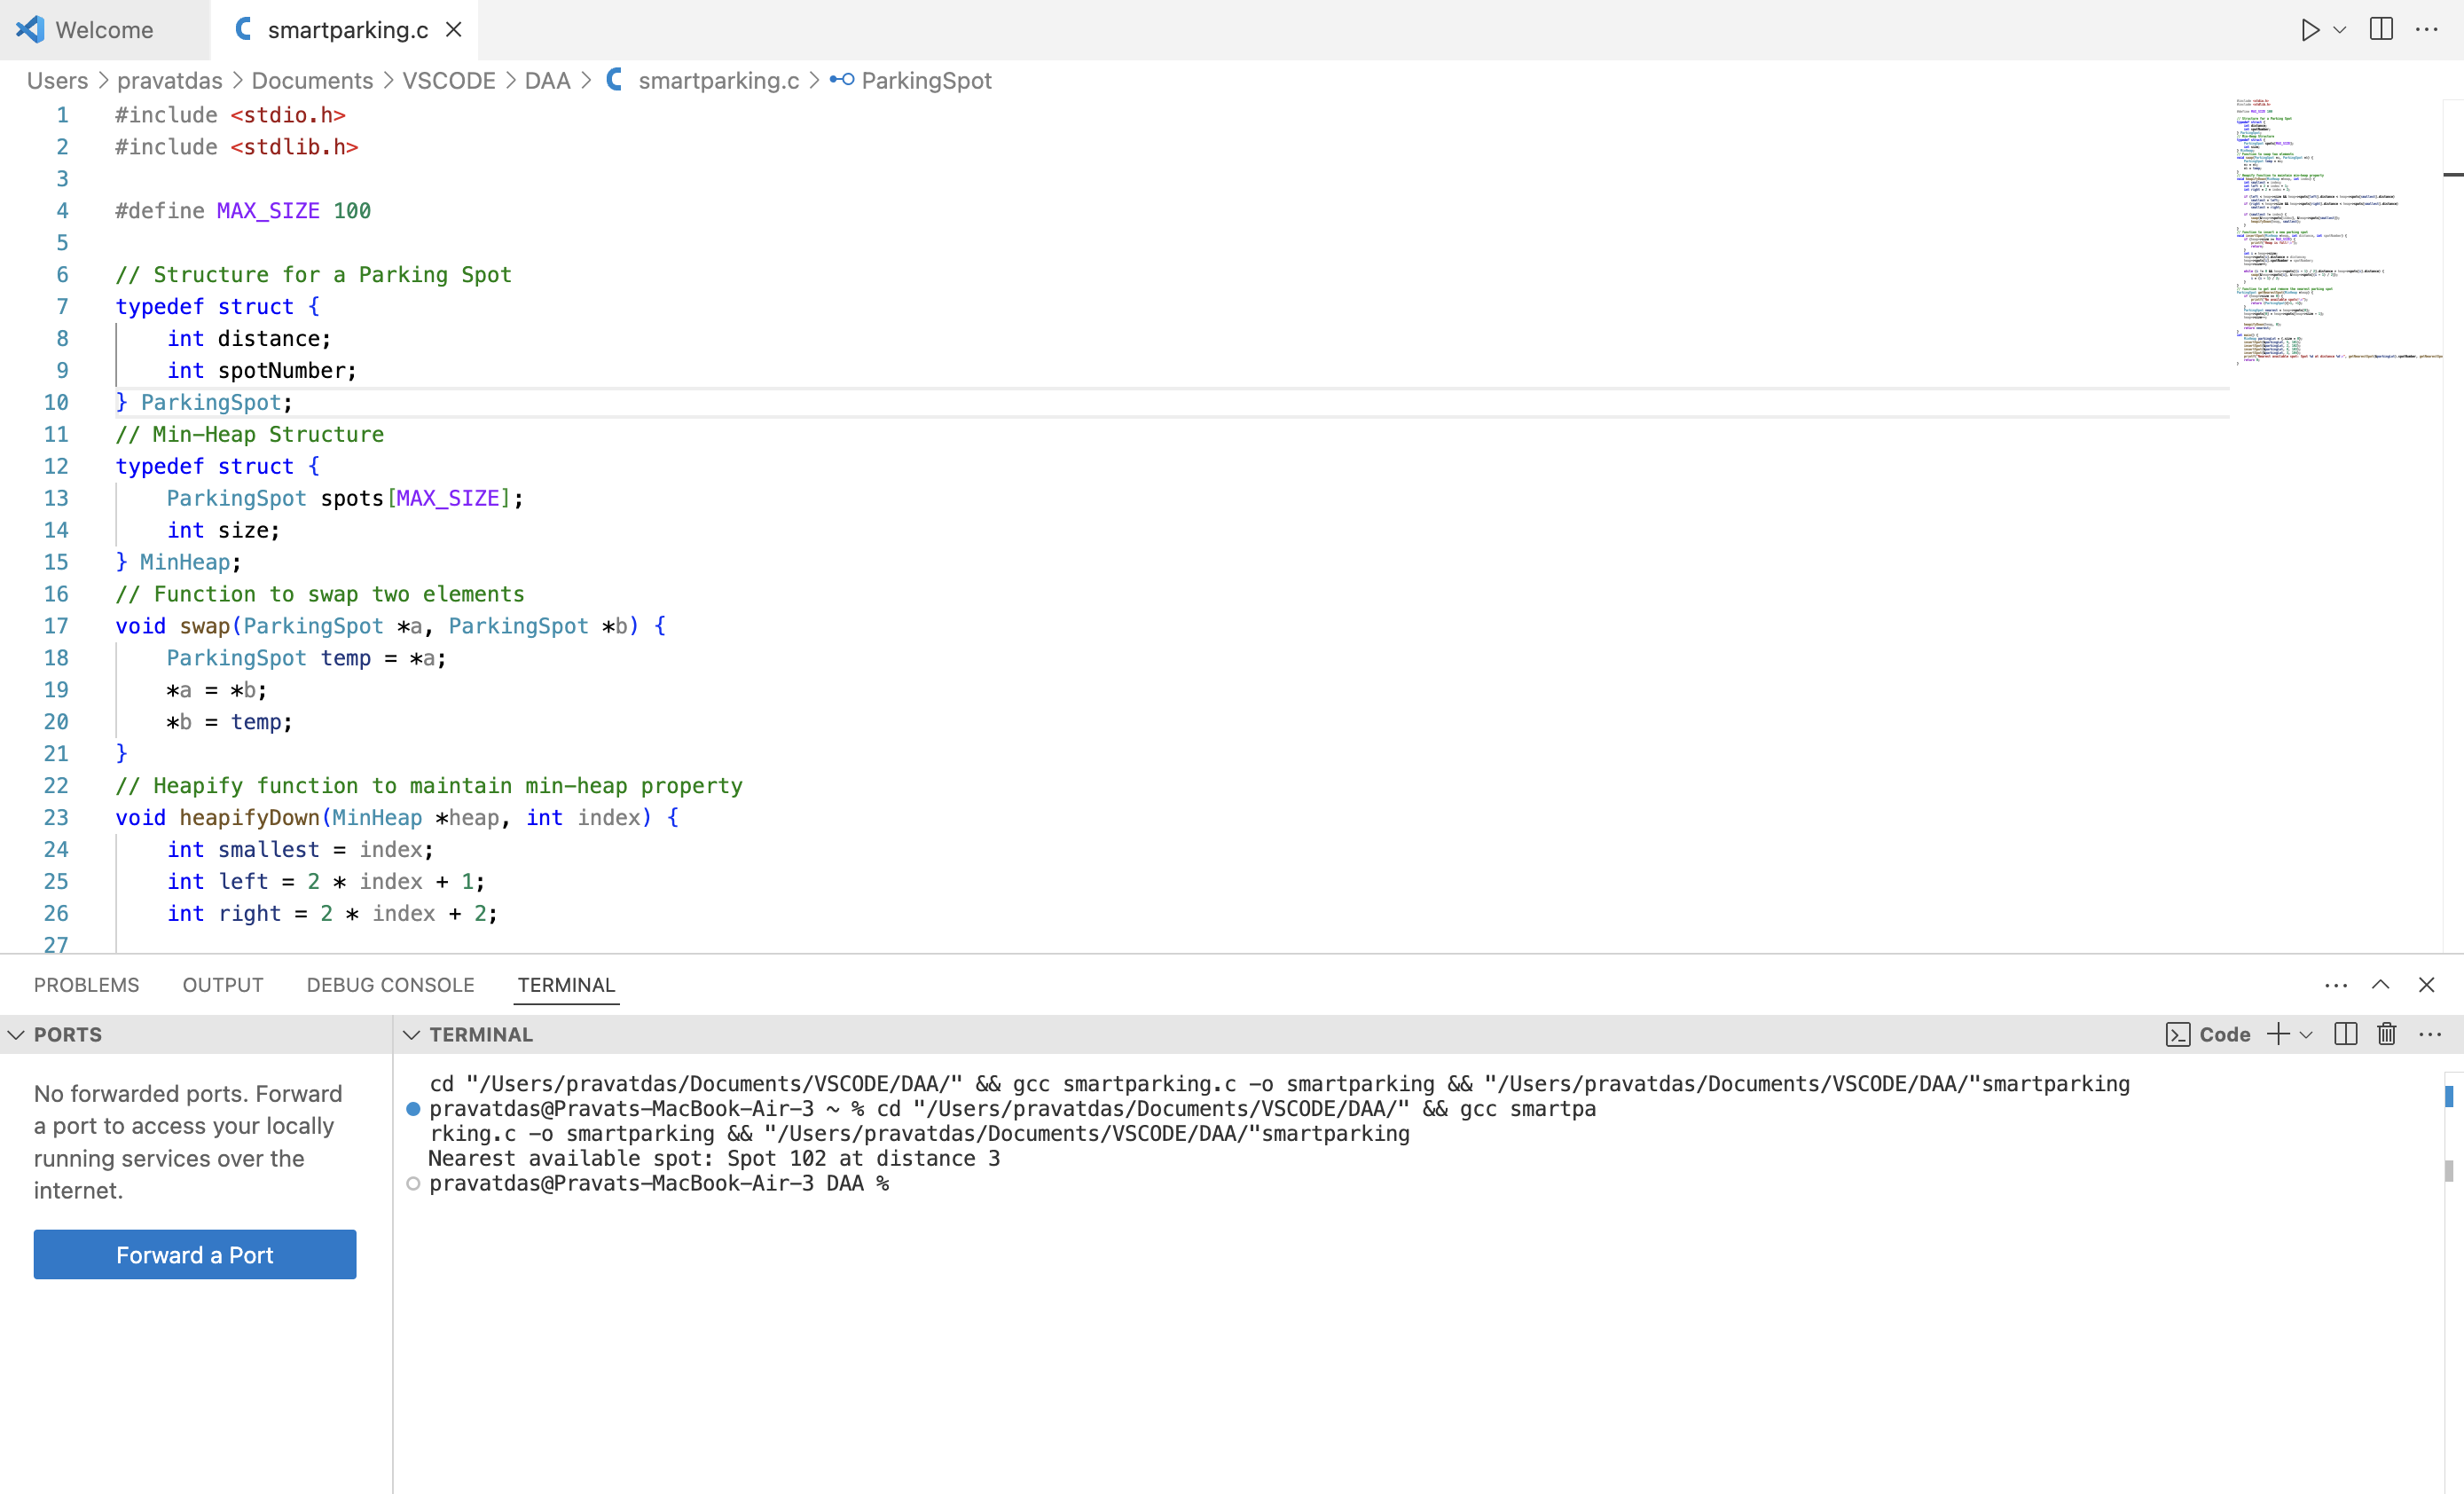 Welcome
smartparking.c
Users > pravatdas > Documents > VSCODE > DAA > smartparking.c > ParkingSpot
1 #include <stdio.h>
2 #include <stdlib.h>
3
4 #define MAX_SIZE 100
5
6 // Structure for a Parking Spot
7 typedef struct {
8     int distance;
9     int spotNumber;
10 } ParkingSpot;
11 // Min-Heap Structure
12 typedef struct {
13     ParkingSpot spots[MAX_SIZE];
14     int size;
15 } MinHeap;
16 // Function to swap two elements
17 void swap(ParkingSpot *a, ParkingSpot *b) {
18     ParkingSpot temp = *a;
19     *a = *b;
20     *b = temp;
21 }
22 // Heapify function to maintain min-heap property
23 void heapifyDown(MinHeap *heap, int index) {
24     int smallest = index;
25     int left = 2 * index + 1;
26     int right = 2 * index + 2;
27
PROBLEMS OUTPUT DEBUG CONSOLE TERMINAL
PORTS
No forwarded ports. Forward
a port to access your locally
running services over the
internet.
Forward a Port
TERMINAL
Code
cd "/Users/pravatdas/Documents/VSCODE/DAA/" && gcc smartparking.c -o smartparking && "/Users/pravatdas/Documents/VSCODE/DAA/"smartparking
pravatdas@Pravats-MacBook-Air-3 ~ % cd "/Users/pravatdas/Documents/VSCODE/DAA/" && gcc smartpa
rking.c -o smartparking && "/Users/pravatdas/Documents/VSCODE/DAA/"smartparking
Nearest available spot: Spot 102 at distance 3
pravatdas@Pravats-MacBook-Air-3 DAA %